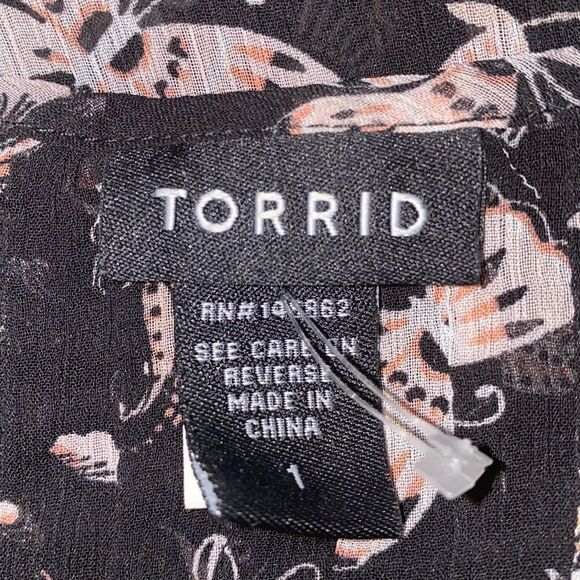 TORRID
SEE CARE ON
REVERSE
MADE IN
CHINA
1